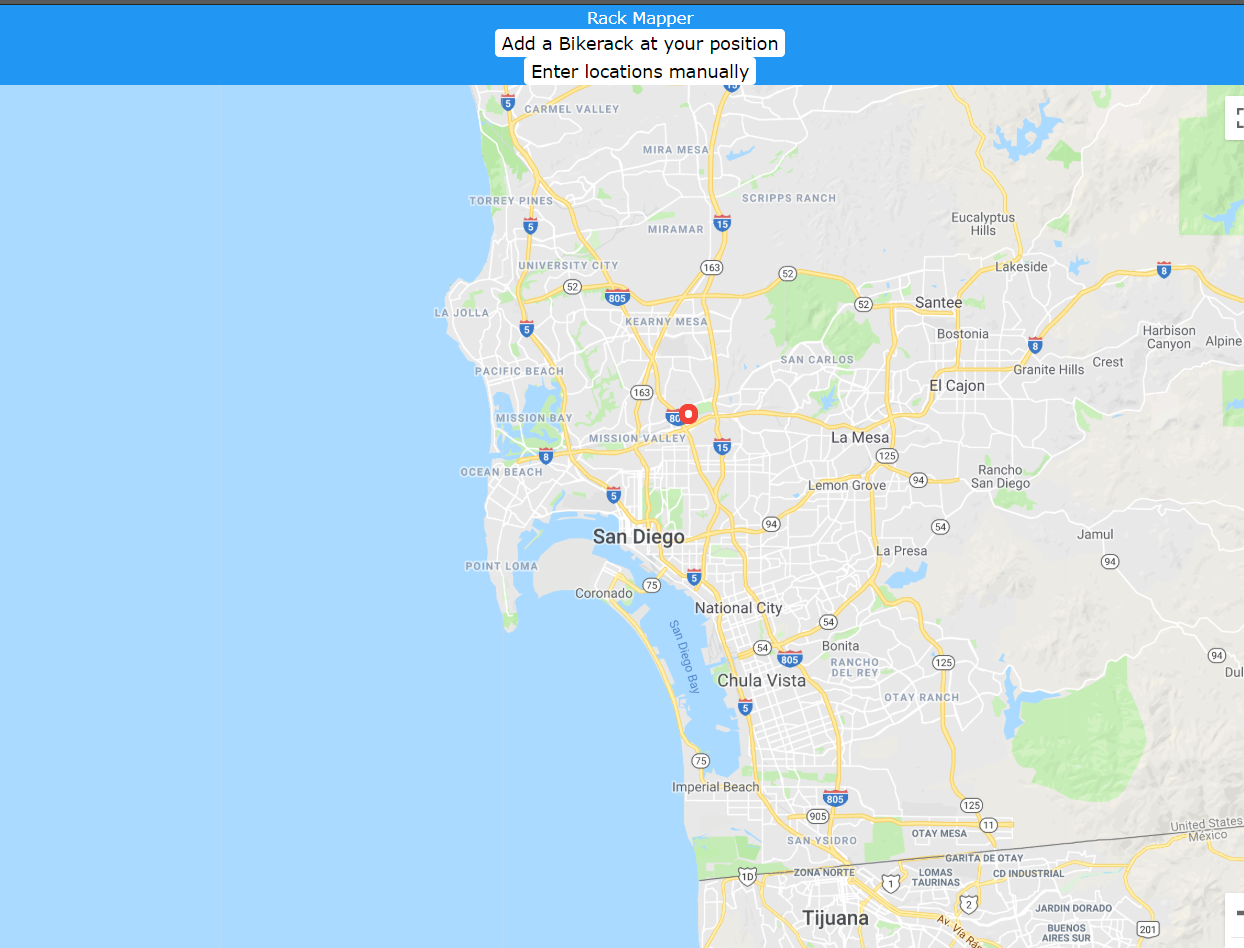 Rack Mapper
Add a Bikerack at your position
Enter locations manually
15
5
CARMEL VALLEY
MIRA MESA
TORREY PINES
SCRIPPS RANCH
5
MIRAMAR
15
Eucalyptus
Hills
UNIVERSITY CITY
163
52
Lakeside
8
52
805
52
Santee
LA JOLLA
KEARNY MESA
5
Bostonia
Harbison
Canyon
Alpine
8
SAN CARLOS
Crest
PACIFIC BEACH
Granite Hills
El Cajon
163
MISSION BAY
80
MISSION VALLEY
La Mesa
15
8
125
OCEAN BEACH
Rancho
San Diego
Lemon Grove
94
5
94
54
San Diego
Jamul
La Presa
POINT LOMA
94
5
75
Coronado
National City
54
San Diego Bay
54
Bonita
805
94
RANCHO
DEL REY
125
Dul
Chula Vista
OTAY RANCH
5
75
Imperial Beach
805
125
905
11
United States
México
OTAY MESA
SAN YSIDRO
GARITA DE OTAY
1D
ZONA NORTE
LOMAS
TAURINAS
CD INDUSTRIAL
1
2
JARDIN DORADO
Tijuana
Av. Vía Rá
BUENOS
AIRES SUR
201